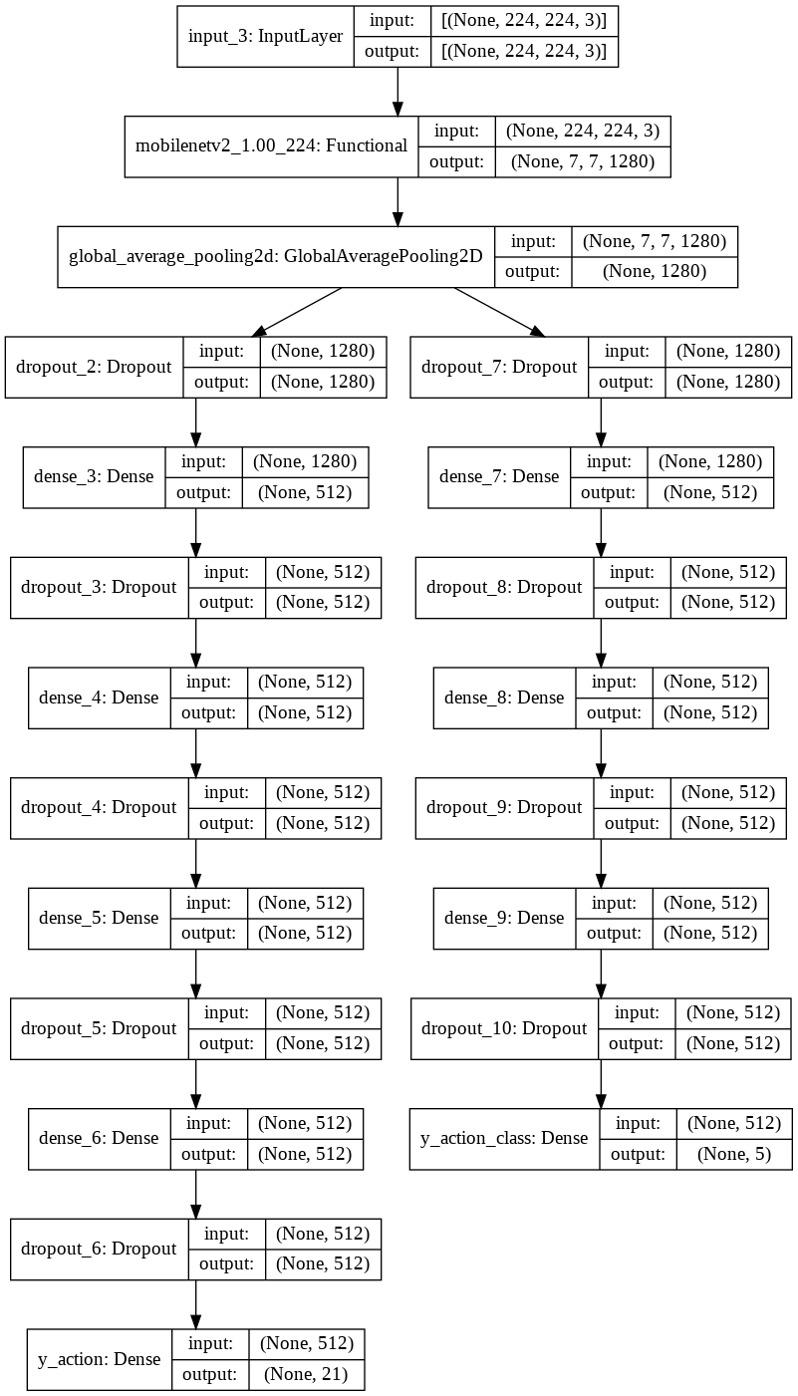 input_3: InputLayer
input: [(None, 224, 224, 3)]
output: [(None, 224, 224, 3)]
mobilenetv2_1.00_224: Functional
input: (None, 224, 224, 3)
output: (None, 7, 7, 1280)
global_average_pooling2d: GlobalAveragePooling2D
input: (None, 7, 7, 1280)
output: (None, 1280)
dropout_2: Dropout
input: (None, 1280)
output: (None, 1280)
dense_3: Dense
input: (None, 1280)
output: (None, 512)
dropout_3: Dropout
input: (None, 512)
output: (None, 512)
dense_4: Dense
input: (None, 512)
output: (None, 512)
dropout_4: Dropout
input: (None, 512)
output: (None, 512)
dense_5: Dense
input: (None, 512)
output: (None, 512)
dropout_5: Dropout
input: (None, 512)
output: (None, 512)
dense_6: Dense
input: (None, 512)
output: (None, 512)
dropout_6: Dropout
input: (None, 512)
output: (None, 512)
y_action: Dense
input: (None, 512)
output: (None, 21)
dropout_7: Dropout
input: (None, 1280)
output: (None, 1280)
dense_7: Dense
input: (None, 1280)
output: (None, 512)
dropout_8: Dropout
input: (None, 512)
output: (None, 512)
dense_8: Dense
input: (None, 512)
output: (None, 512)
dropout_9: Dropout
input: (None, 512)
output: (None, 512)
dense_9: Dense
input: (None, 512)
output: (None, 512)
dropout_10: Dropout
input: (None, 512)
output: (None, 512)
y_action_class: Dense
input: (None, 512)
output: (None, 5)